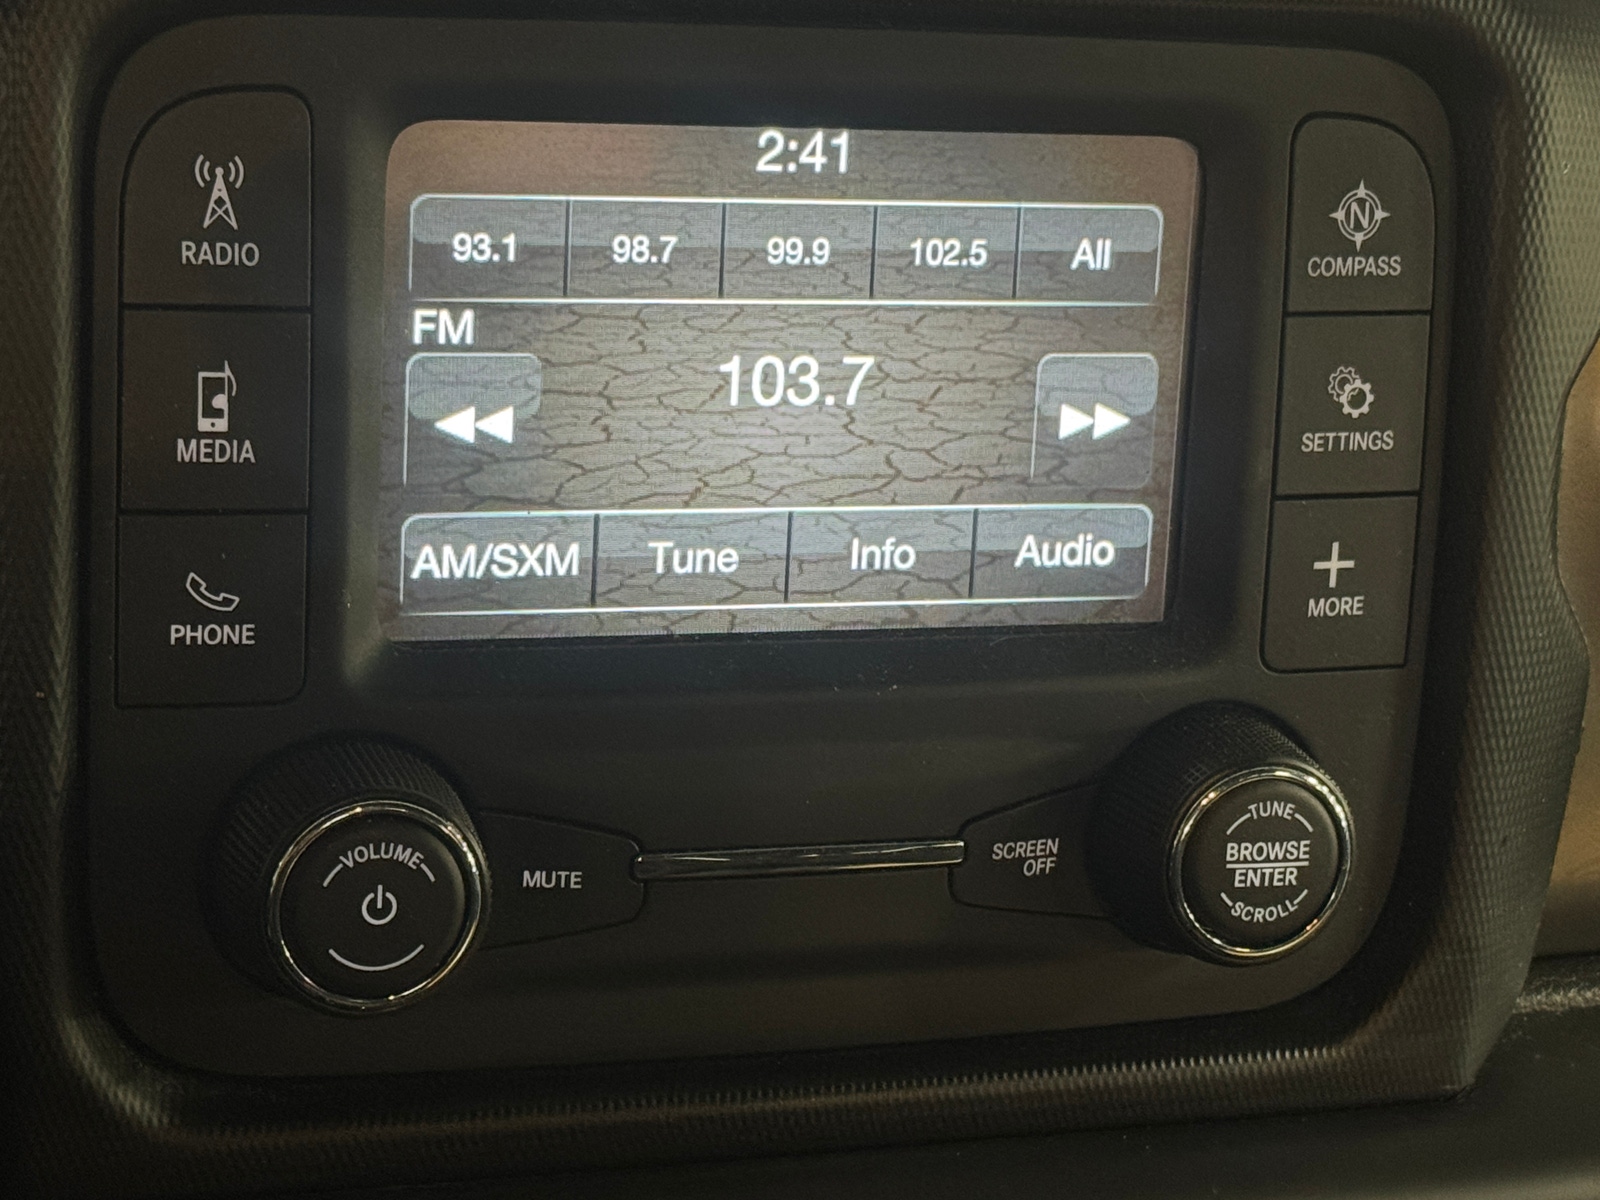 2:41
RADIO
93.1 98.7 99.9 102.5 All
N
COMPASS
FM
103.7
MEDIA
SETTINGS
AM/SXM Tune Info Audio
PHONE
MORE
VOLUME
MUTE
SCREEN
OFF
TUNE
BROWSE
ENTER
SCROLL